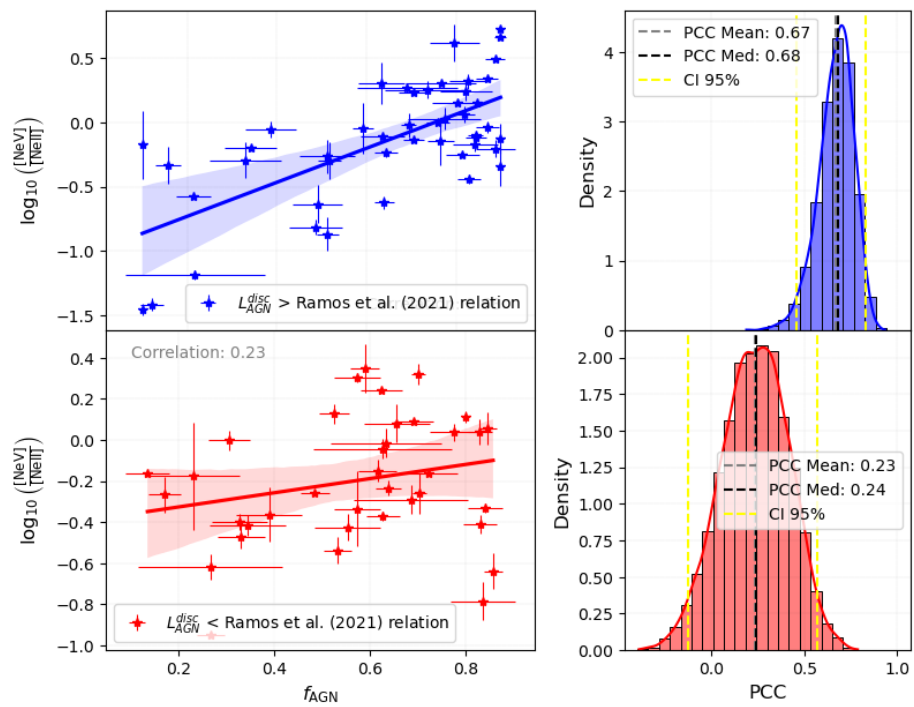 0.5
0.0
−0.5
−1.0
−1.5
log10 ([NeV]/[NeII])
L_AGN^disc > Ramos et al. (2021) relation
4
3
2
1
0
Density
PCC Mean: 0.67
PCC Med: 0.68
CI 95%
Correlation: 0.23
0.4
0.2
0.0
−0.2
−0.4
−0.6
−0.8
−1.0
log10 ([NeV]/[NeII])
L_AGN^disc < Ramos et al. (2021) relation
0.2 0.4 0.6 0.8
f_AGN
2.00
1.75
1.50
1.25
1.00
0.75
0.50
0.25
0.00
Density
PCC Mean: 0.23
PCC Med: 0.24
CI 95%
0.0 0.5 1.0
PCC